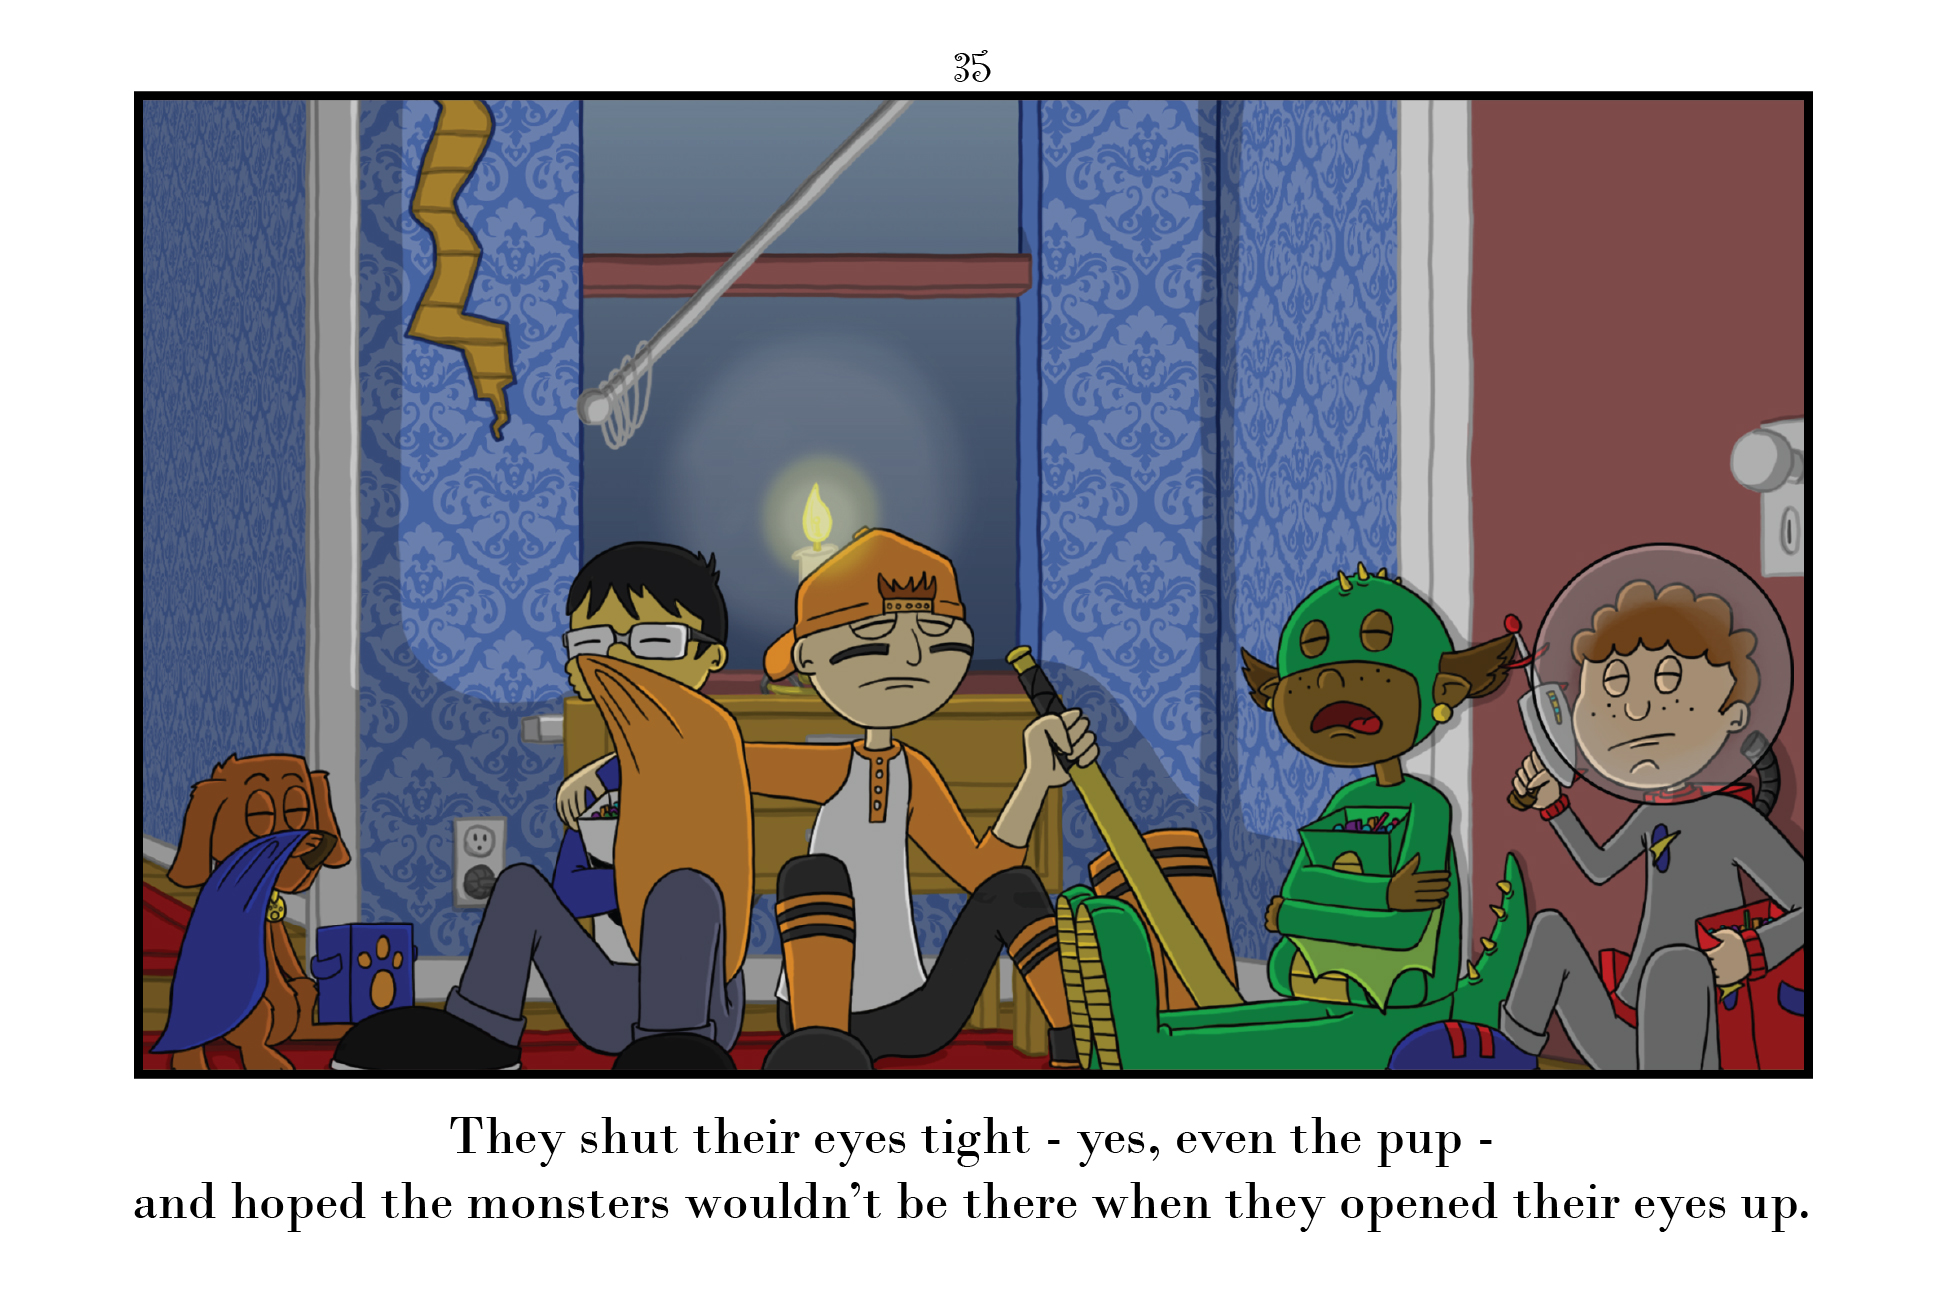 35
They shut their eyes tight - yes, even the pup -
and hoped the monsters wouldn’t be there when they opened their eyes up.